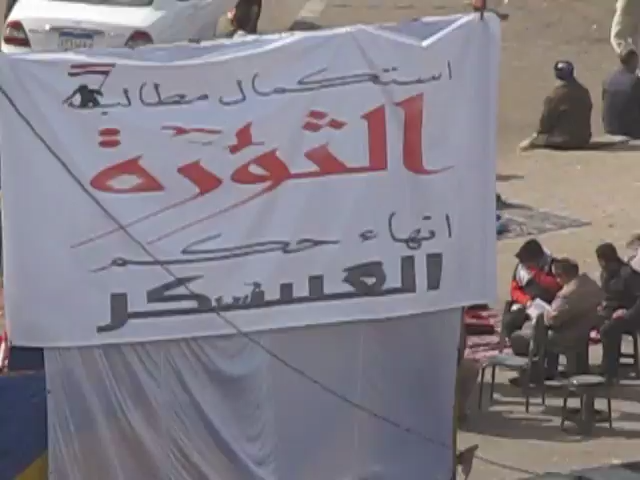 استكمال مطالب
الثورة
انهاء حكم
العسكر